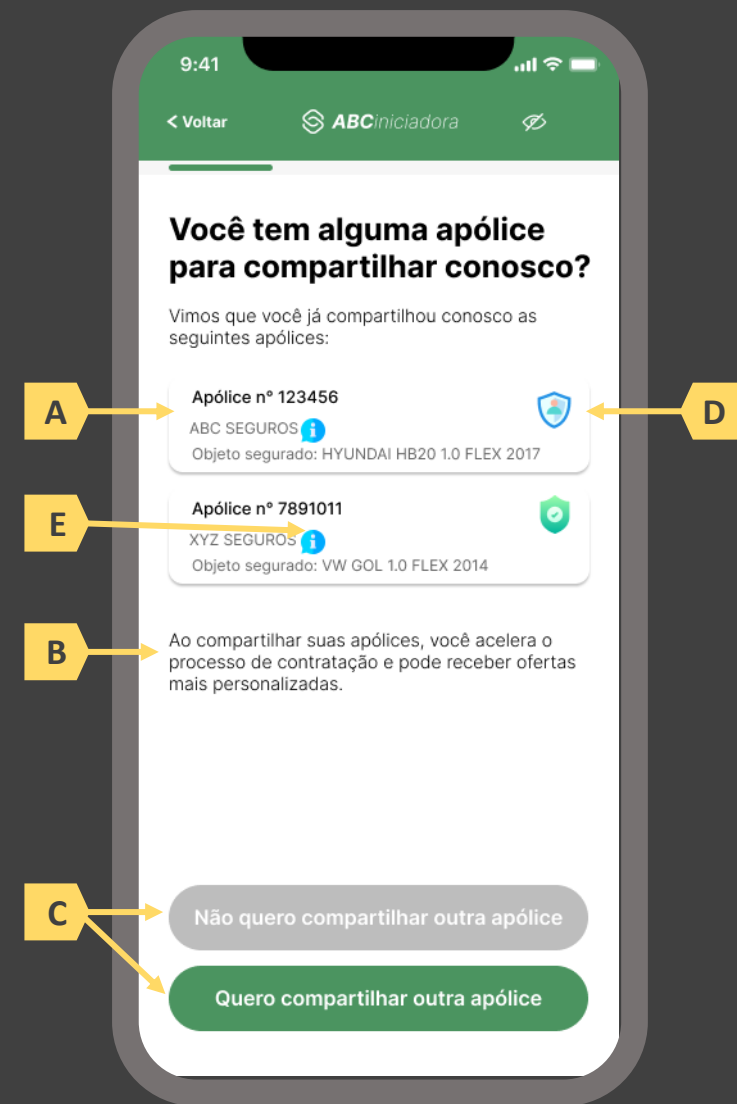 9:41
< Voltar
ABCiniciadora
Você tem alguma apólice
para compartilhar conosco?
Vimos que você já compartilhou conosco as
seguintes apólices:
A
Apólice n° 123456
D
ABC SEGUROS i
Objeto segurado: HYUNDAI HB20 1.0 FLEX 2017
E
Apólice n° 7891011
XYZ SEGUROS i
Objeto segurado: VW GOL 1.0 FLEX 2014
B
Ao compartilhar suas apólices, você acelera o
processo de contratação e pode receber ofertas
mais personalizadas.
C
Não quero compartilhar outra apólice
Quero compartilhar outra apólice